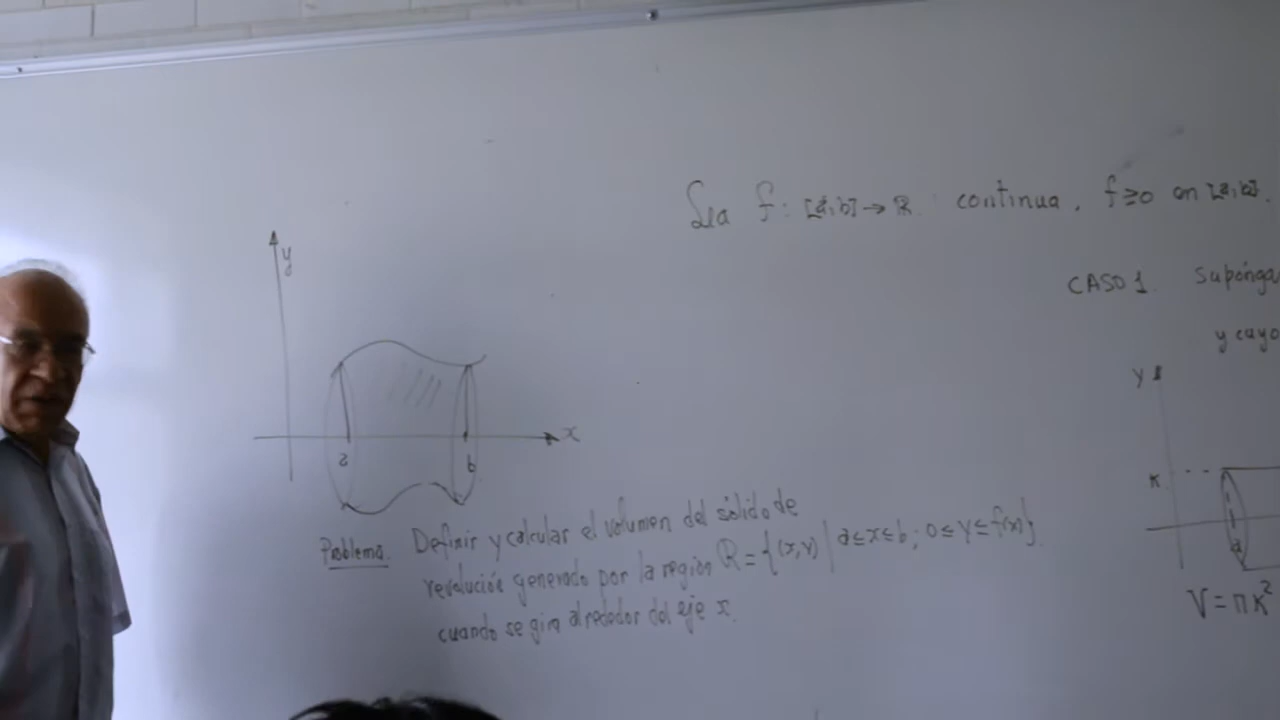 y
a
b
x
Problema. Definir y calcular el volumen del sólido de
revolución generado por la región R = {(x,y) | a≤x≤b; 0≤y≤f(x)}
cuando se gira alrededor del eje x.
Sea f: [a,b] → ℝ continua, f≥0 en [a,b].
CASO 1. Supónga
y cuyo
y
K
a
V = πK²